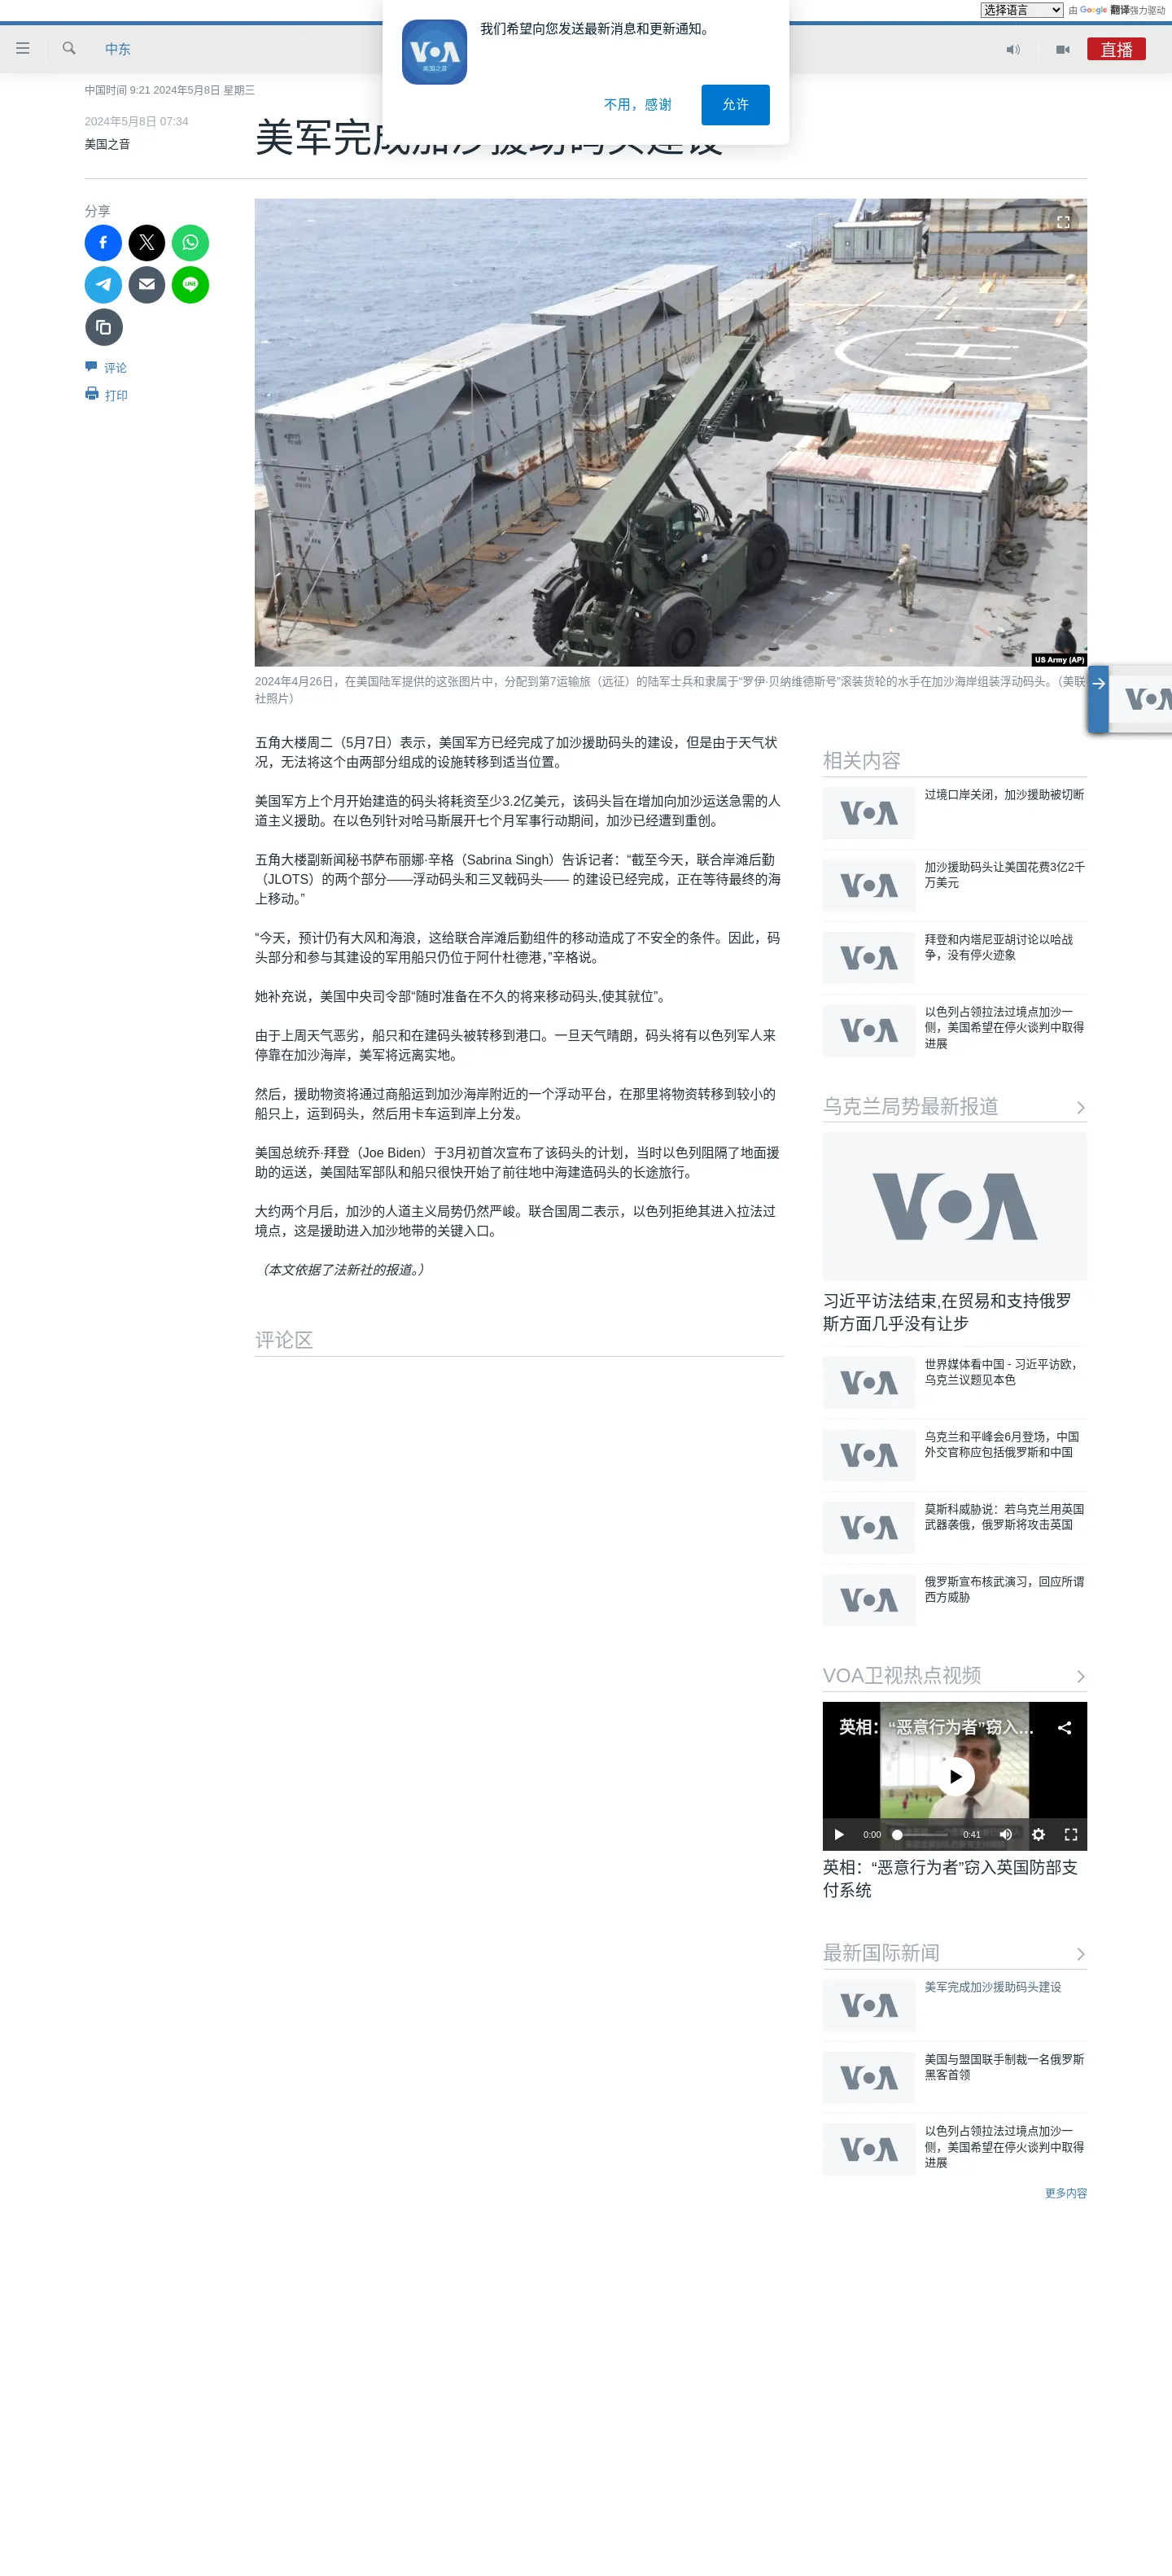 选择语言 由 Google 翻译强力驱动
我们希望向您发送最新消息和更新通知。
VOA
美国之音
不用，感谢
允许
中东
直播
中国时间 9:21 2024年5月8日 星期三
2024年5月8日 07:34
美国之音
美军完成加沙援助码头建设
分享
LINE
评论
打印
US Army (AP)
2024年4月26日，在美国陆军提供的这张图片中，分配到第7运输旅（远征）的陆军士兵和隶属于“罗伊·贝纳维德斯号”滚装货轮的水手在加沙海岸组装浮动码头。（美联
社照片）
五角大楼周二（5月7日）表示，美国军方已经完成了加沙援助码头的建设，但是由于天气状
况，无法将这个由两部分组成的设施转移到适当位置。
美国军方上个月开始建造的码头将耗资至少3.2亿美元，该码头旨在增加向加沙运送急需的人
道主义援助。在以色列针对哈马斯展开七个月军事行动期间，加沙已经遭到重创。
五角大楼副新闻秘书萨布丽娜·辛格（Sabrina Singh）告诉记者：“截至今天，联合岸滩后勤
（JLOTS）的两个部分——浮动码头和三叉戟码头—— 的建设已经完成，正在等待最终的海
上移动。”
“今天，预计仍有大风和海浪，这给联合岸滩后勤组件的移动造成了不安全的条件。因此，码
头部分和参与其建设的军用船只仍位于阿什杜德港，”辛格说。
她补充说，美国中央司令部“随时准备在不久的将来移动码头,使其就位”。
由于上周天气恶劣，船只和在建码头被转移到港口。一旦天气晴朗，码头将有以色列军人来
停靠在加沙海岸，美军将远离实地。
然后，援助物资将通过商船运到加沙海岸附近的一个浮动平台，在那里将物资转移到较小的
船只上，运到码头，然后用卡车运到岸上分发。
美国总统乔·拜登（Joe Biden）于3月初首次宣布了该码头的计划，当时以色列阻隔了地面援
助的运送，美国陆军部队和船只很快开始了前往地中海建造码头的长途旅行。
大约两个月后，加沙的人道主义局势仍然严峻。联合国周二表示，以色列拒绝其进入拉法过
境点，这是援助进入加沙地带的关键入口。
（本文依据了法新社的报道。）
评论区
VOA
相关内容
VOA
过境口岸关闭，加沙援助被切断
VOA
加沙援助码头让美国花费3亿2千
万美元
VOA
拜登和内塔尼亚胡讨论以哈战
争，没有停火迹象
VOA
以色列占领拉法过境点加沙一
侧，美国希望在停火谈判中取得
进展
乌克兰局势最新报道
VOA
习近平访法结束,在贸易和支持俄罗
斯方面几乎没有让步
VOA
世界媒体看中国 - 习近平访欧，
乌克兰议题见本色
VOA
乌克兰和平峰会6月登场，中国
外交官称应包括俄罗斯和中国
VOA
莫斯科威胁说：若乌克兰用英国
武器袭俄，俄罗斯将攻击英国
VOA
俄罗斯宣布核武演习，回应所谓
西方威胁
VOA卫视热点视频
英相：“恶意行为者”窃入…
0:00
0:41
英相：“恶意行为者”窃入英国防部支
付系统
最新国际新闻
VOA
美军完成加沙援助码头建设
VOA
美国与盟国联手制裁一名俄罗斯
黑客首领
VOA
以色列占领拉法过境点加沙一
侧，美国希望在停火谈判中取得
进展
更多内容